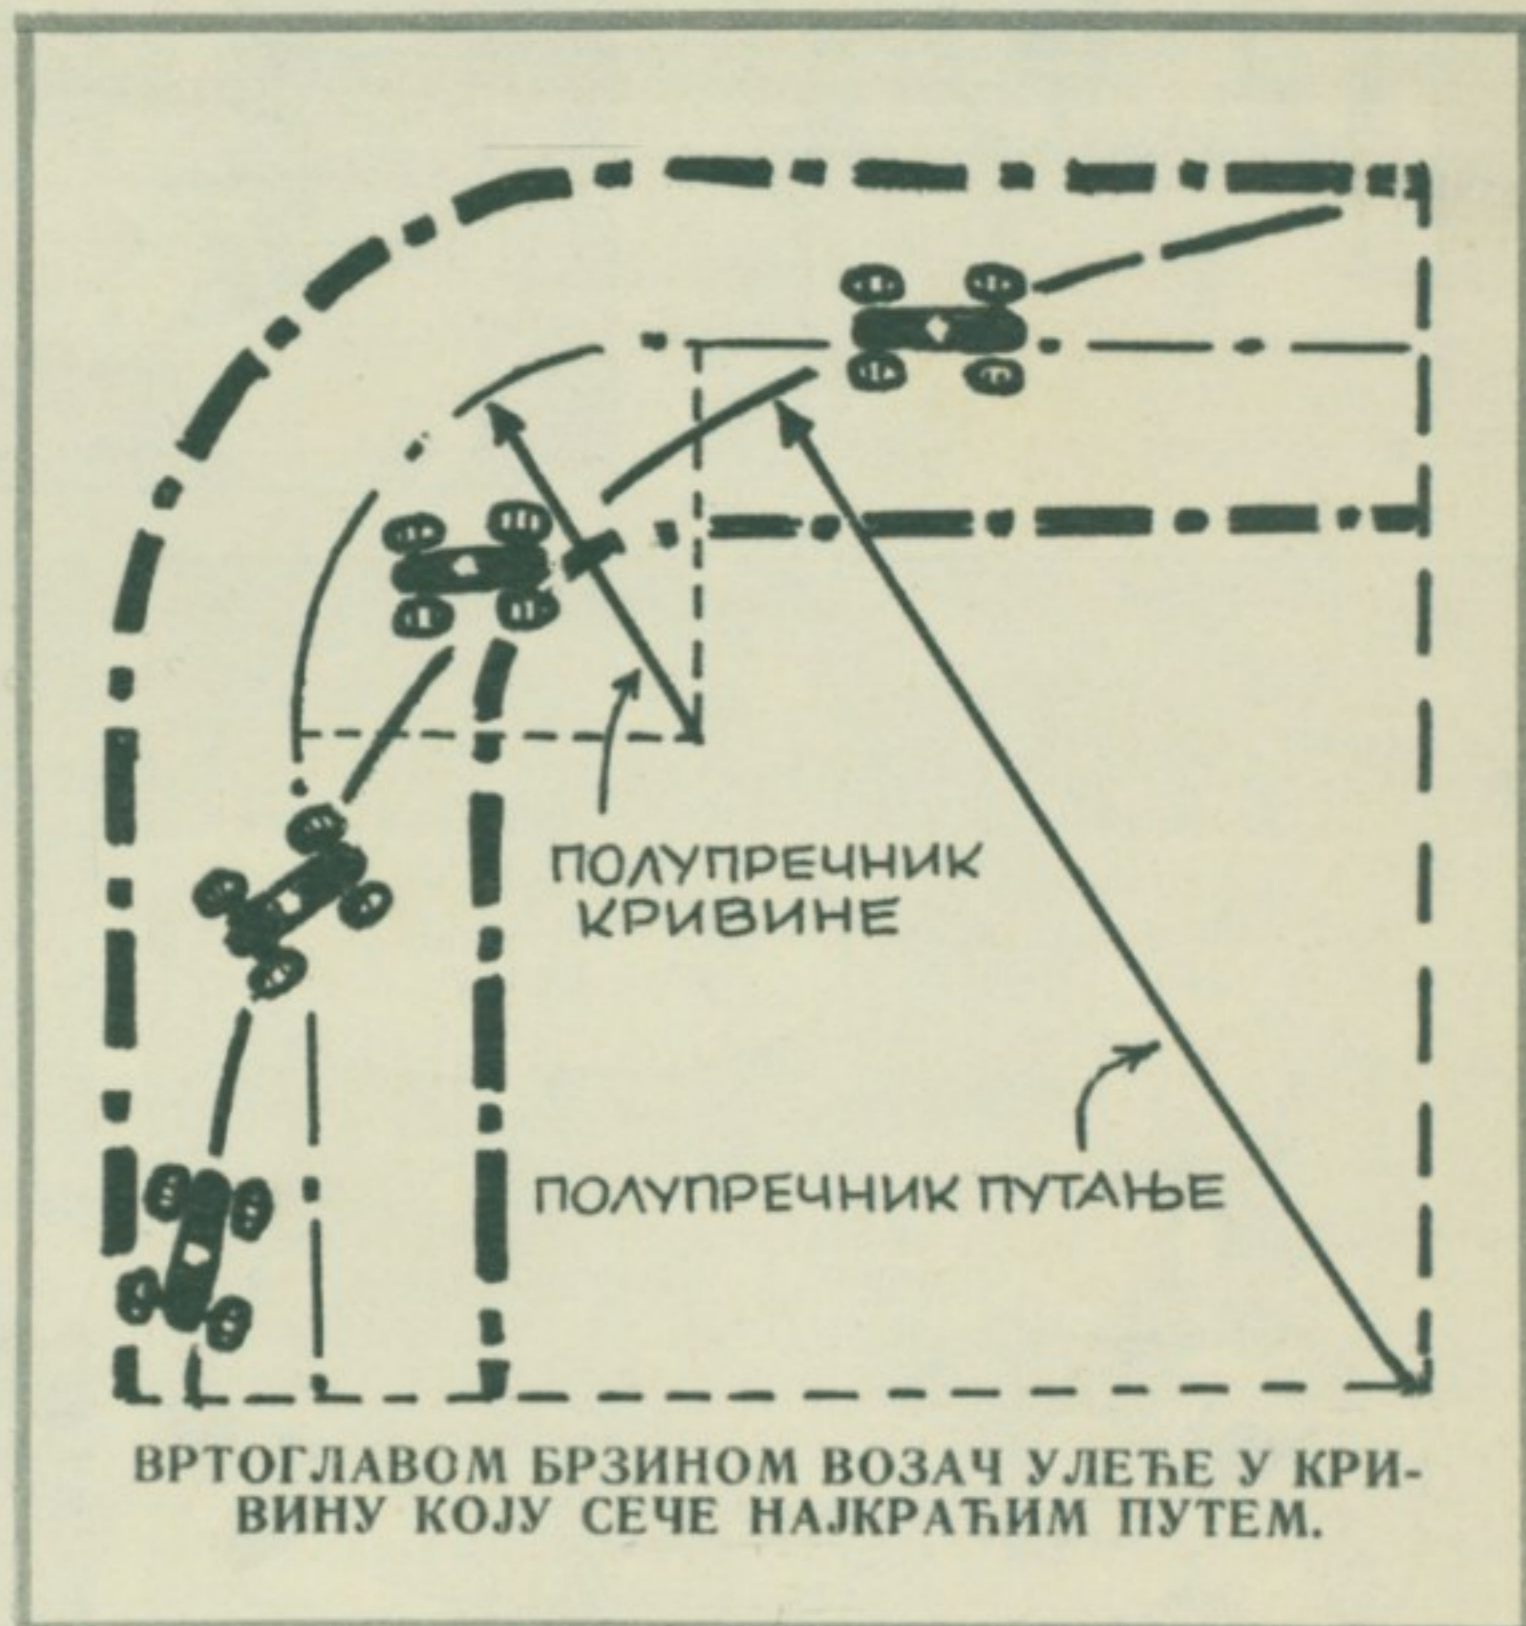 ПОЛУПРЕЧНИК
КРИВИНЕ
ПОЛУПРЕЧНИК ПУТАЊЕ
ВРТОГЛАВОМ БРЗИНОМ ВОЗАЧ УЛЕЋЕ У КРИ-
ВИНУ КОЈУ СЕЧЕ НАЈКРАЋИМ ПУТЕМ.